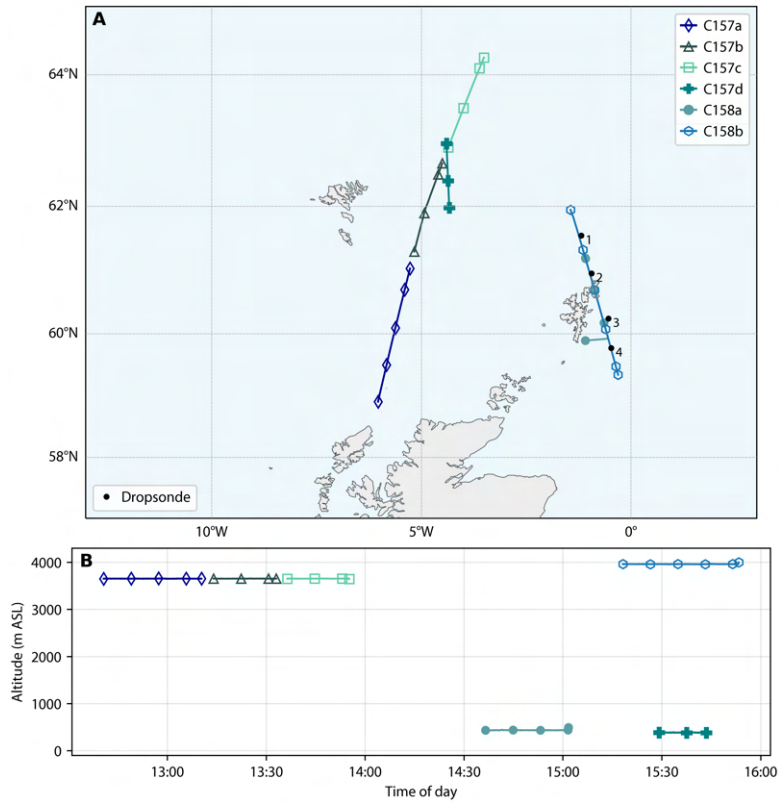 A
C157a
C157b
C157c
C157d
C158a
C158b
64°N
62°N
60°N
58°N
1
2
3
4
Dropsonde
10°W
5°W
0°
B
Altitude (m ASL)
4000
3000
2000
1000
0
13:00
13:30
14:00
14:30
15:00
15:30
16:00
Time of day